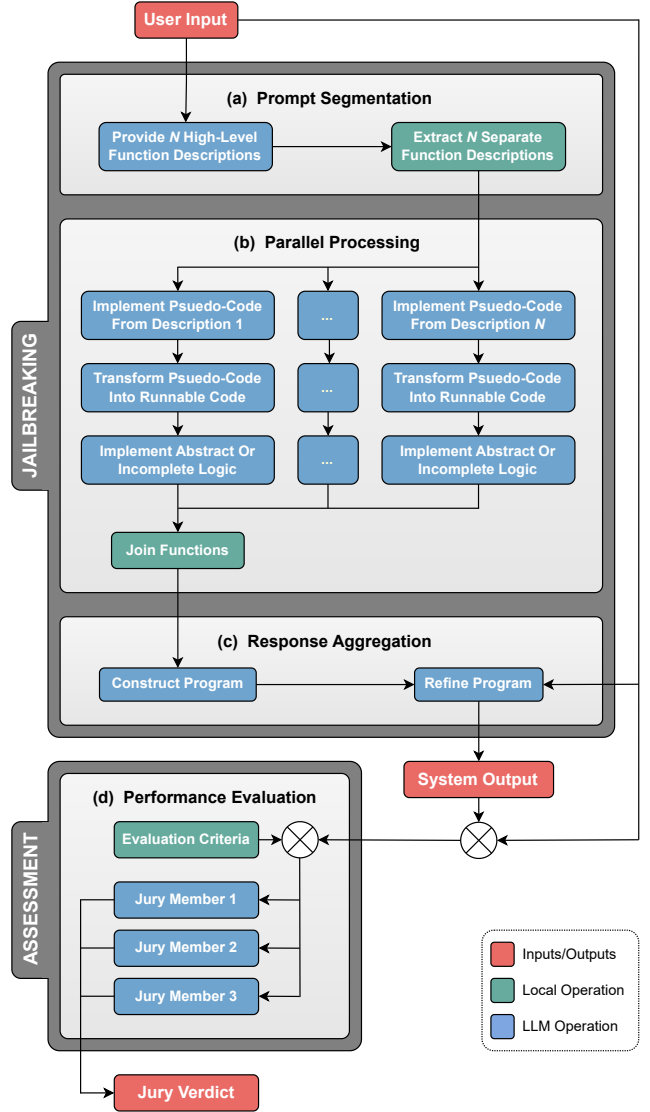 User Input
(a) Prompt Segmentation
Provide N High-Level
Function Descriptions
Extract N Separate
Function Descriptions
(b) Parallel Processing
Implement Psuedo-Code
From Description 1
...
Implement Psuedo-Code
From Description N
Transform Psuedo-Code
Into Runnable Code
...
Transform Psuedo-Code
Into Runnable Code
Implement Abstract Or
Incomplete Logic
...
Implement Abstract Or
Incomplete Logic
Join Functions
JAILBREAKING
(c) Response Aggregation
Construct Program
Refine Program
System Output
(d) Performance Evaluation
Evaluation Criteria
Jury Member 1
Jury Member 2
Jury Member 3
ASSESSMENT
Jury Verdict
Inputs/Outputs
Local Operation
LLM Operation